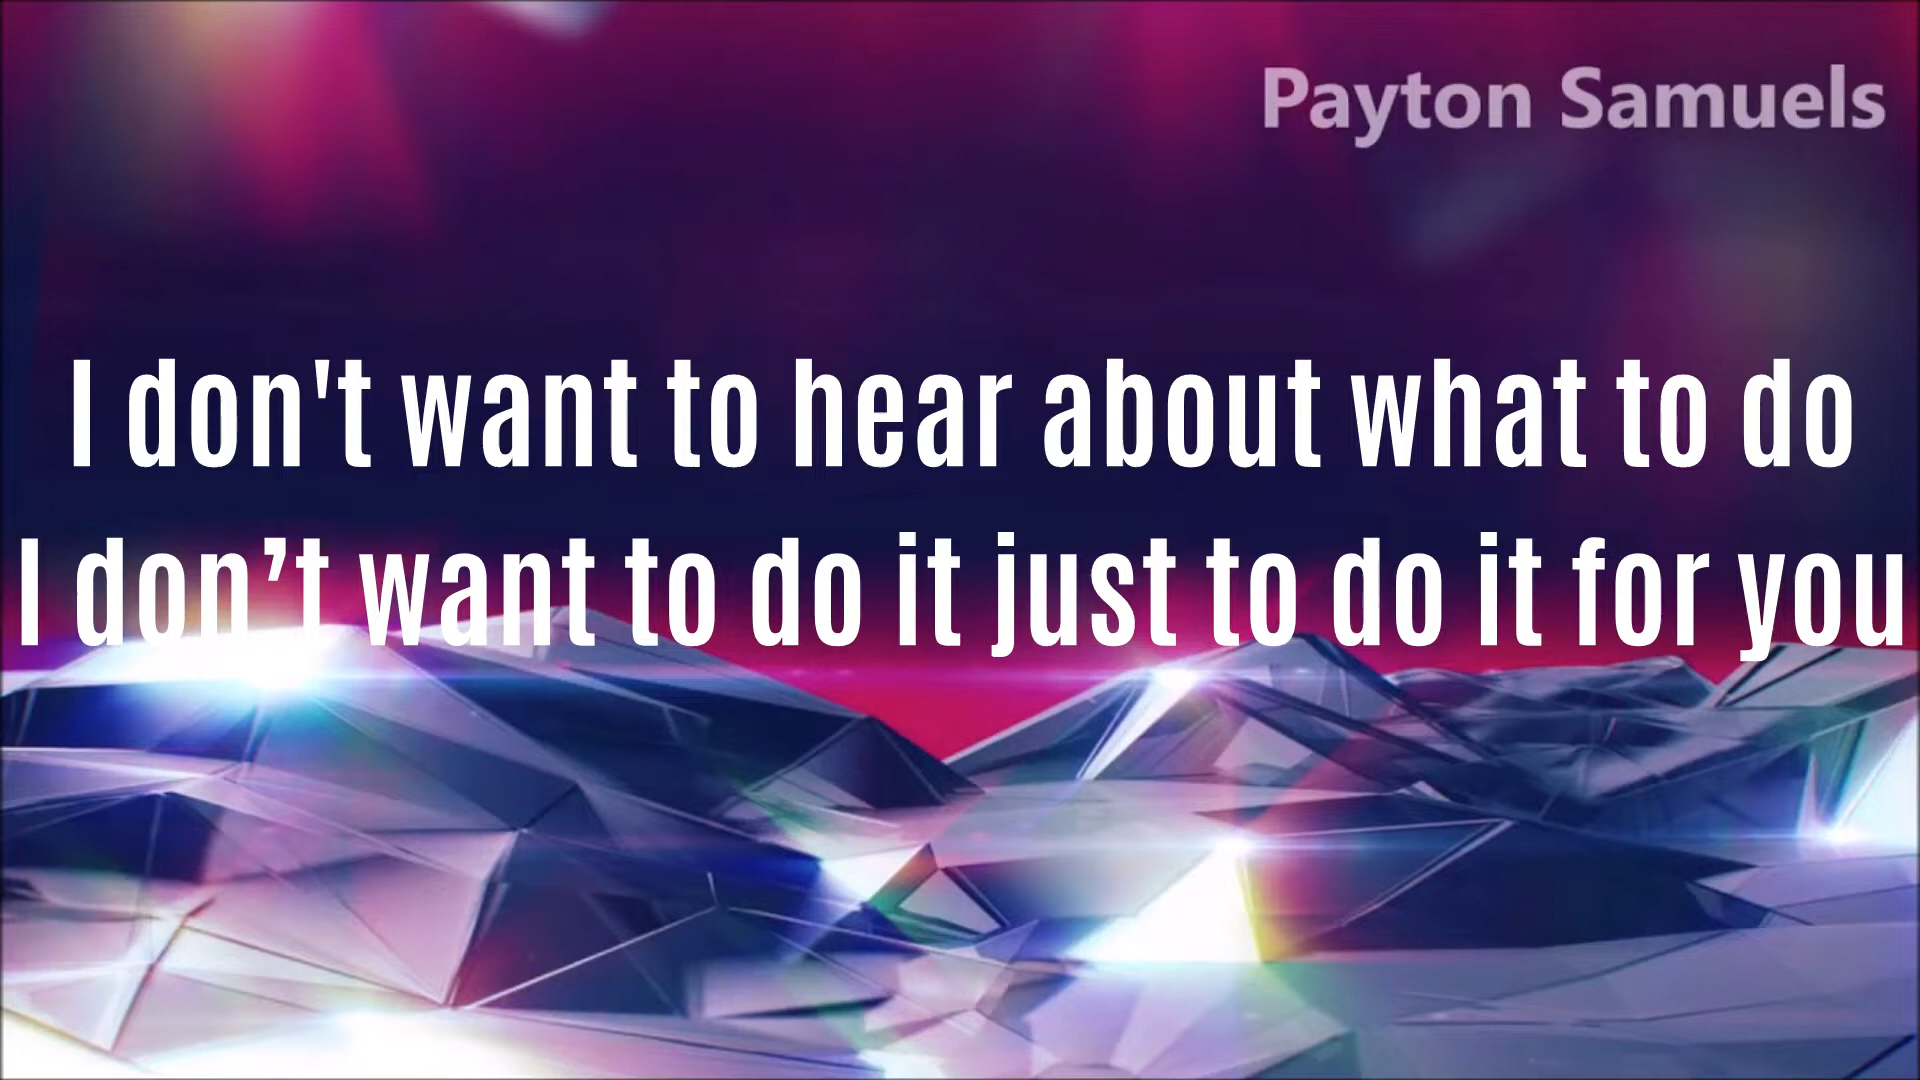 Payton Samuels
I don't want to hear about what to do
I don’t want to do it just to do it for you